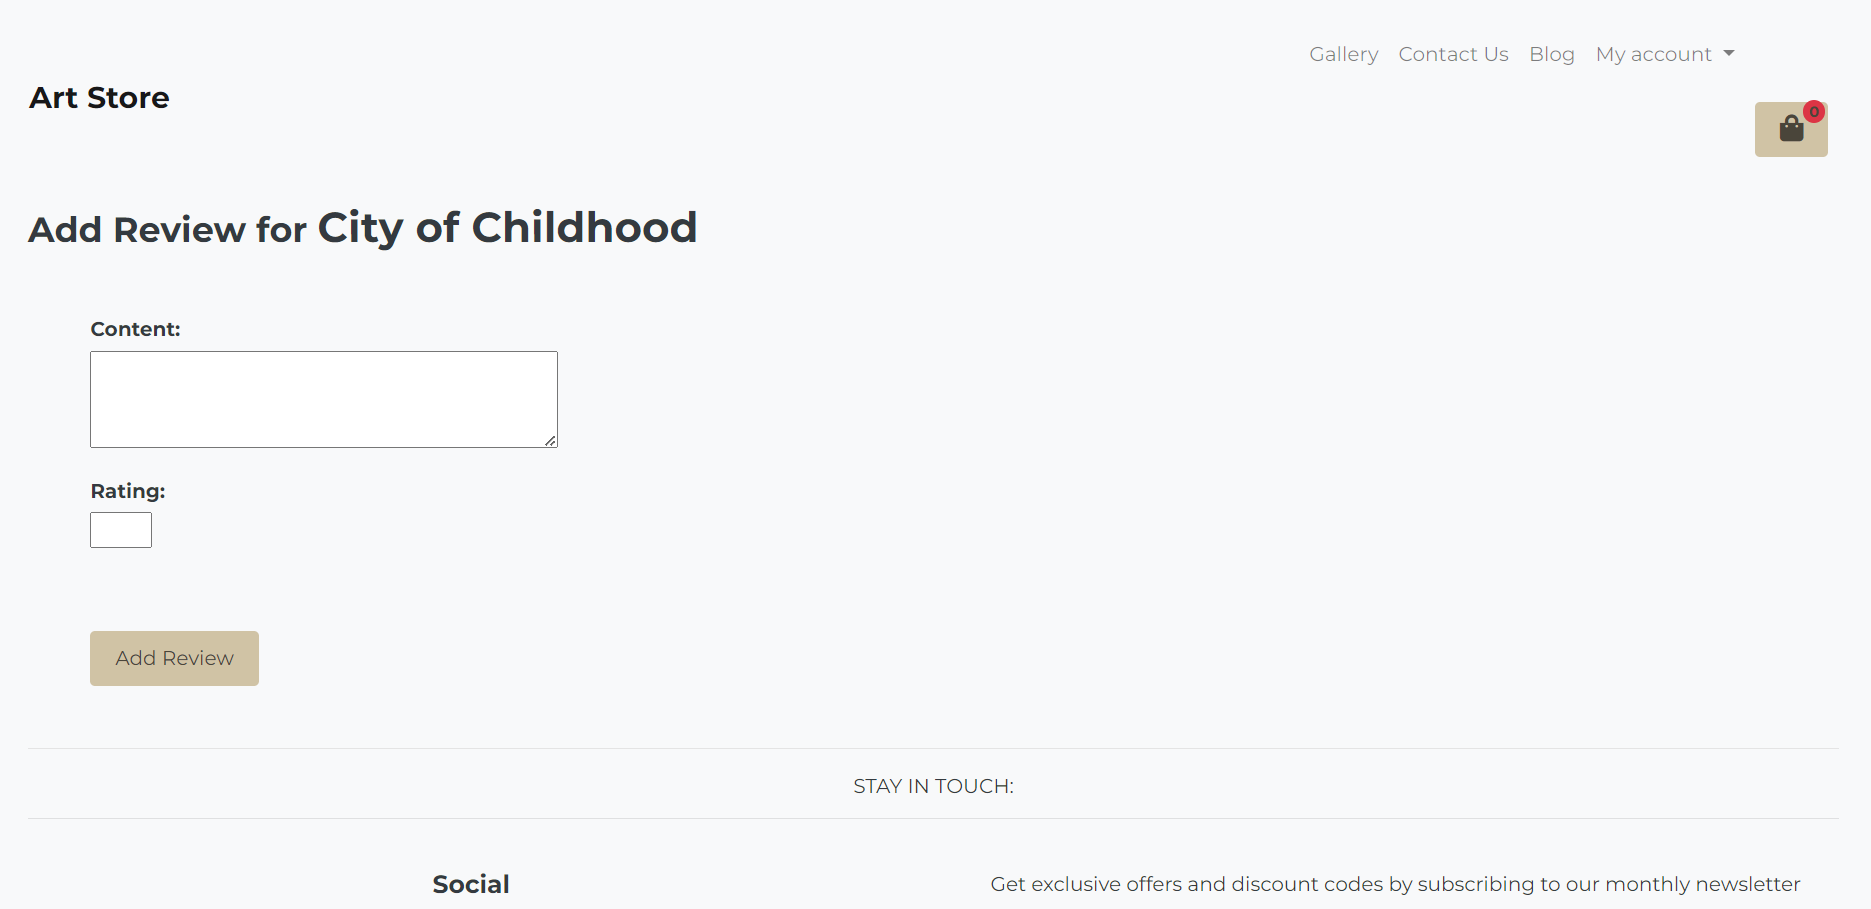 Gallery Contact Us Blog My account
Art Store
0
Add Review for City of Childhood
Content:
Rating:
Add Review
STAY IN TOUCH:
Social
Get exclusive offers and discount codes by subscribing to our monthly newsletter